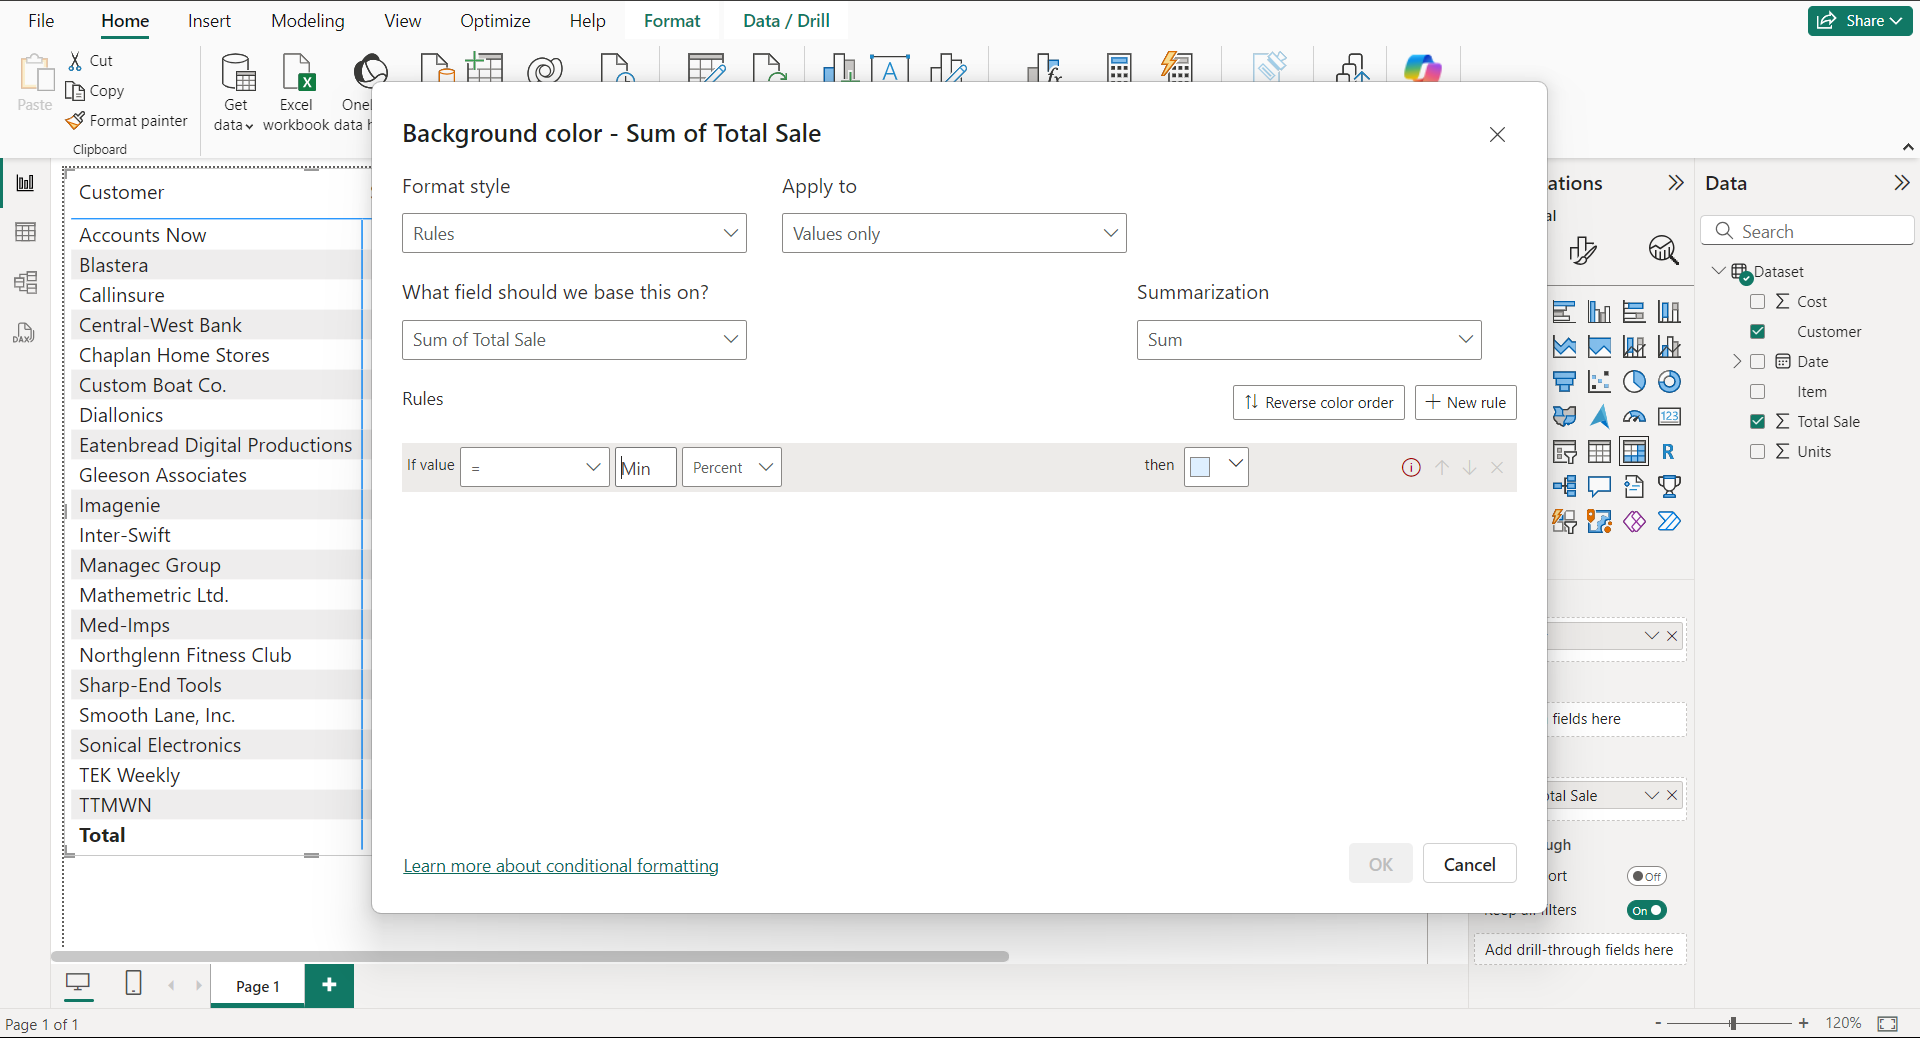 File
Home
Insert
Modeling
View
Optimize
Help
Format
Data / Drill
Share
Paste
Cut
Copy
Format painter
Clipboard
Get
data
Excel
workbook
data
Background color - Sum of Total Sale
Format style
Apply to
Rules
Values only
What field should we base this on?
Summarization
Sum of Total Sale
Sum
Rules
Reverse color order
New rule
If value
=
Min
Percent
then
Learn more about conditional formatting
OK
Cancel
Customer
Accounts Now
Blastera
Callinsure
Central-West Bank
Chaplan Home Stores
Custom Boat Co.
Diallonics
Eatenbread Digital Productions
Gleeson Associates
Imagenie
Inter-Swift
Managec Group
Mathemetric Ltd.
Med-Imps
Northglenn Fitness Club
Sharp-End Tools
Smooth Lane, Inc.
Sonical Electronics
TEK Weekly
TTMWN
Total
DAX
ations
al
123
R
fields here
otal Sale
ugh
ort
Off
On
Add drill-through fields here
Data
Search
Dataset
Cost
Customer
Date
Item
Total Sale
Units
Page 1
Page 1 of 1
- + 120%